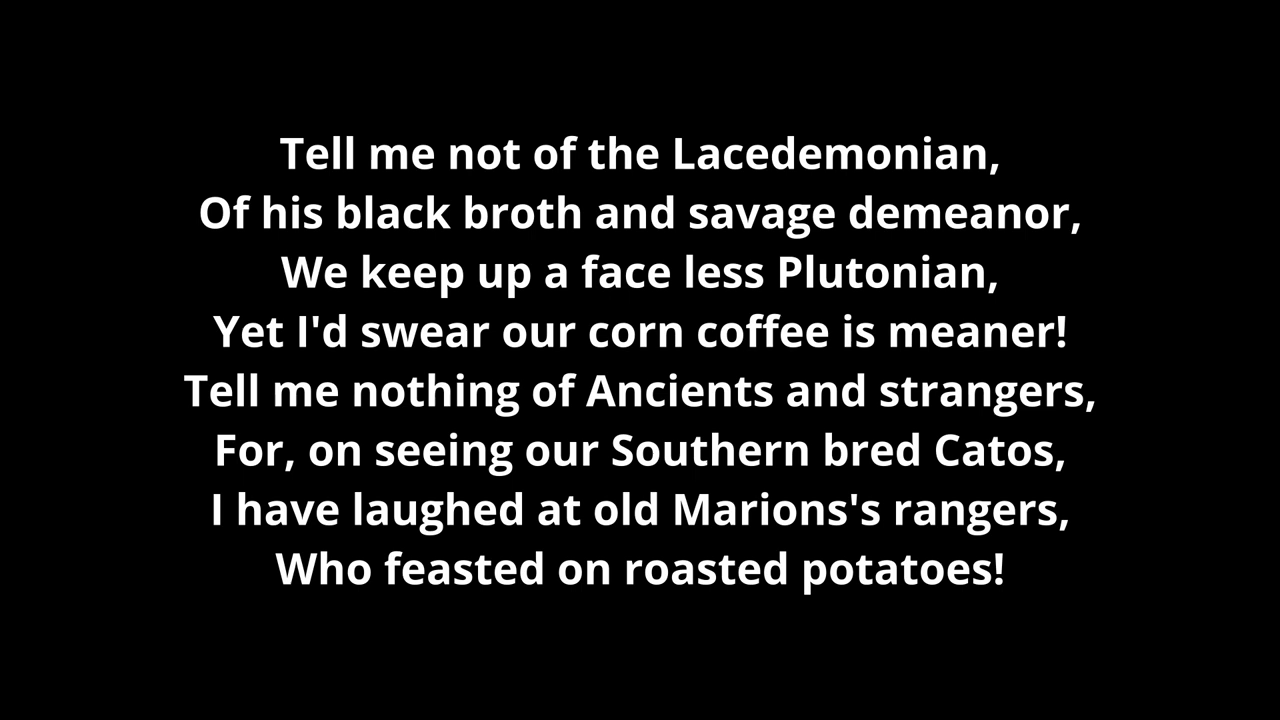 Tell me not of the Lacedemonian,
Of his black broth and savage demeanor,
We keep up a face less Plutonian,
Yet I'd swear our corn coffee is meaner!
Tell me nothing of Ancients and strangers,
For, on seeing our Southern bred Catos,
I have laughed at old Marions's rangers,
Who feasted on roasted potatoes!